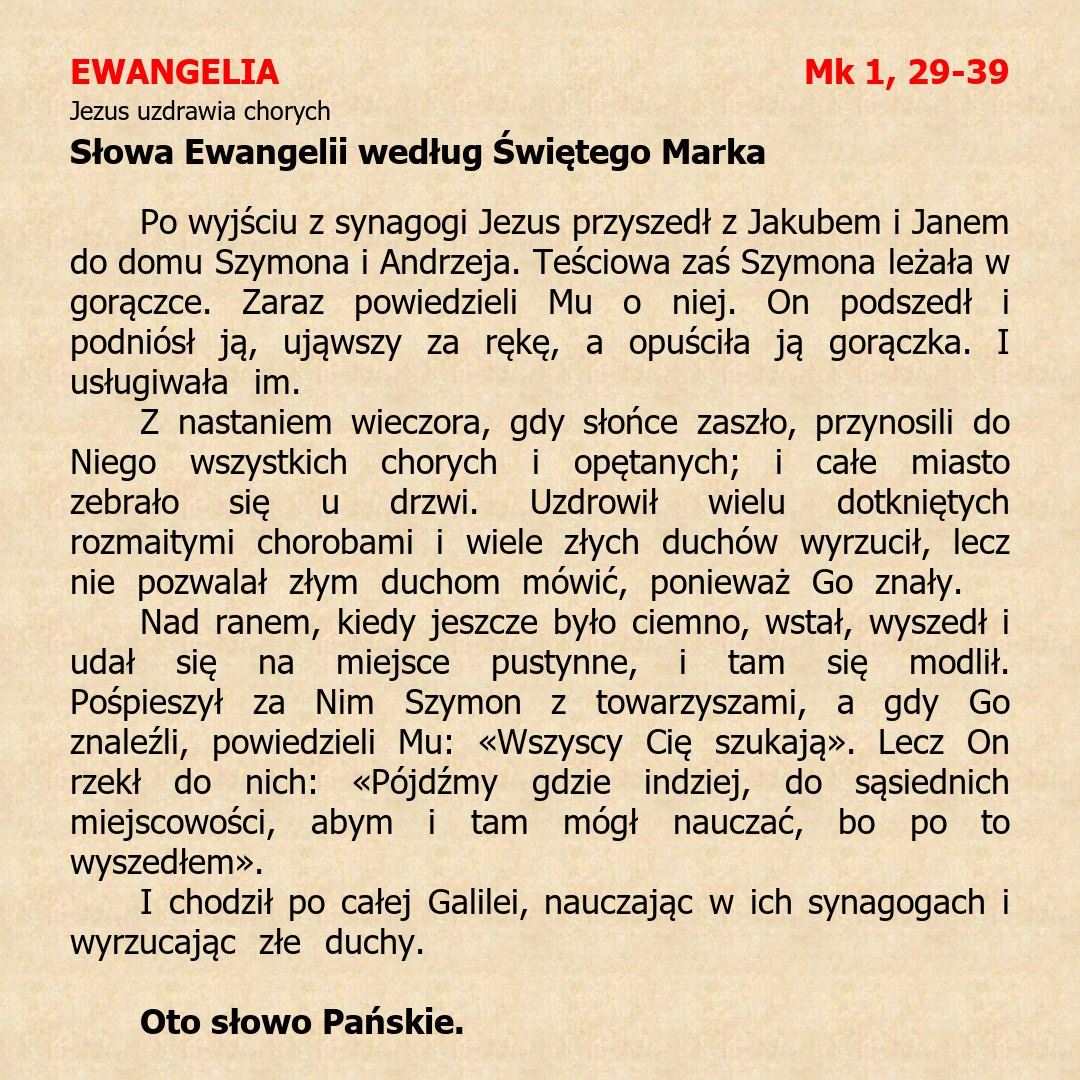 EWANGELIA Mk 1, 29-39
Jezus uzdrawia chorych
Słowa Ewangelii według Świętego Marka
Po wyjściu z synagogi Jezus przyszedł z Jakubem i Janem
do domu Szymona i Andrzeja. Teściowa zaś Szymona leżała w
gorączce. Zaraz powiedzieli Mu o niej. On podszedł i
podniósł ją, ująwszy za rękę, a opuściła ją gorączka. I
usługiwała im.
Z nastaniem wieczora, gdy słońce zaszło, przynosili do
Niego wszystkich chorych i opętanych; i całe miasto
zebrało się u drzwi. Uzdrowił wielu dotkniętych
rozmaitymi chorobami i wiele złych duchów wyrzucił, lecz
nie pozwalał złym duchom mówić, ponieważ Go znały.
Nad ranem, kiedy jeszcze było ciemno, wstał, wyszedł i
udał się na miejsce pustynne, i tam się modlił.
Pośpieszył za Nim Szymon z towarzyszami, a gdy Go
znaleźli, powiedzieli Mu: «Wszyscy Cię szukają». Lecz On
rzekł do nich: «Pójdźmy gdzie indziej, do sąsiednich
miejscowości, abym i tam mógł nauczać, bo po to
wyszedłem».
I chodził po całej Galilei, nauczając w ich synagogach i
wyrzucając złe duchy.
Oto słowo Pańskie.